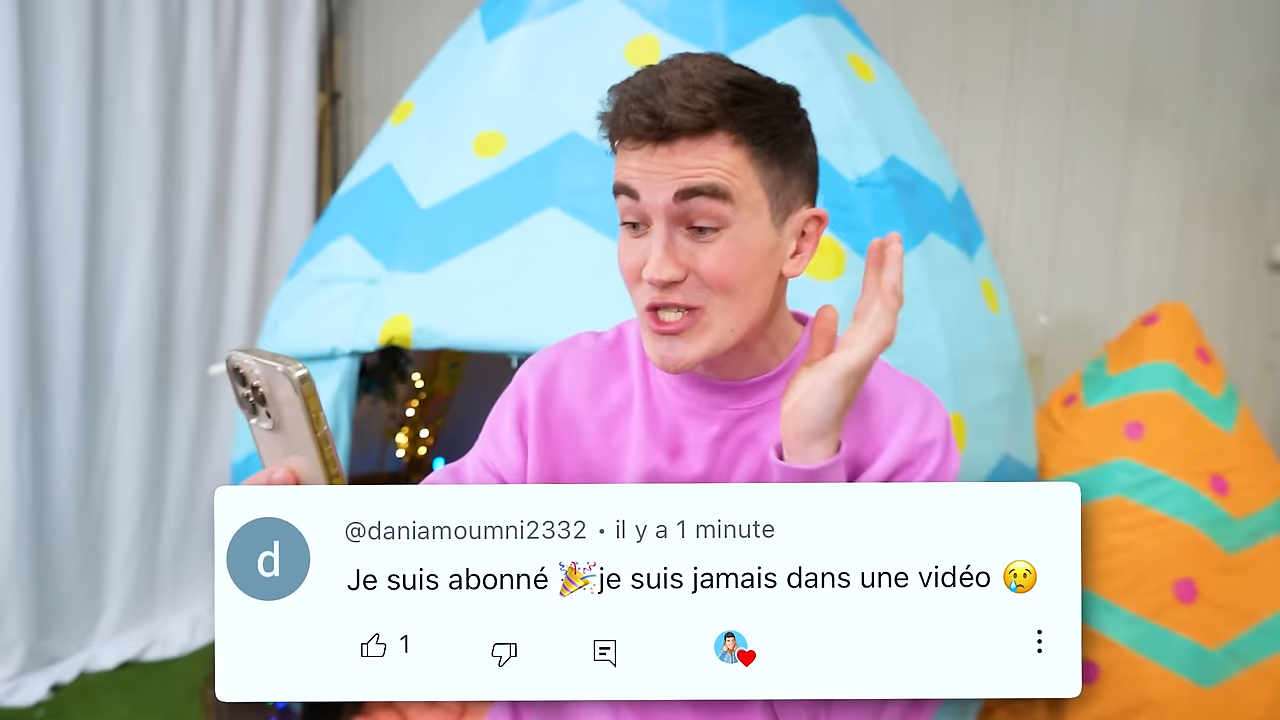 d
@daniamoumni2332 • il y a 1 minute
Je suis abonné 🎉je suis jamais dans une vidéo 😢
1